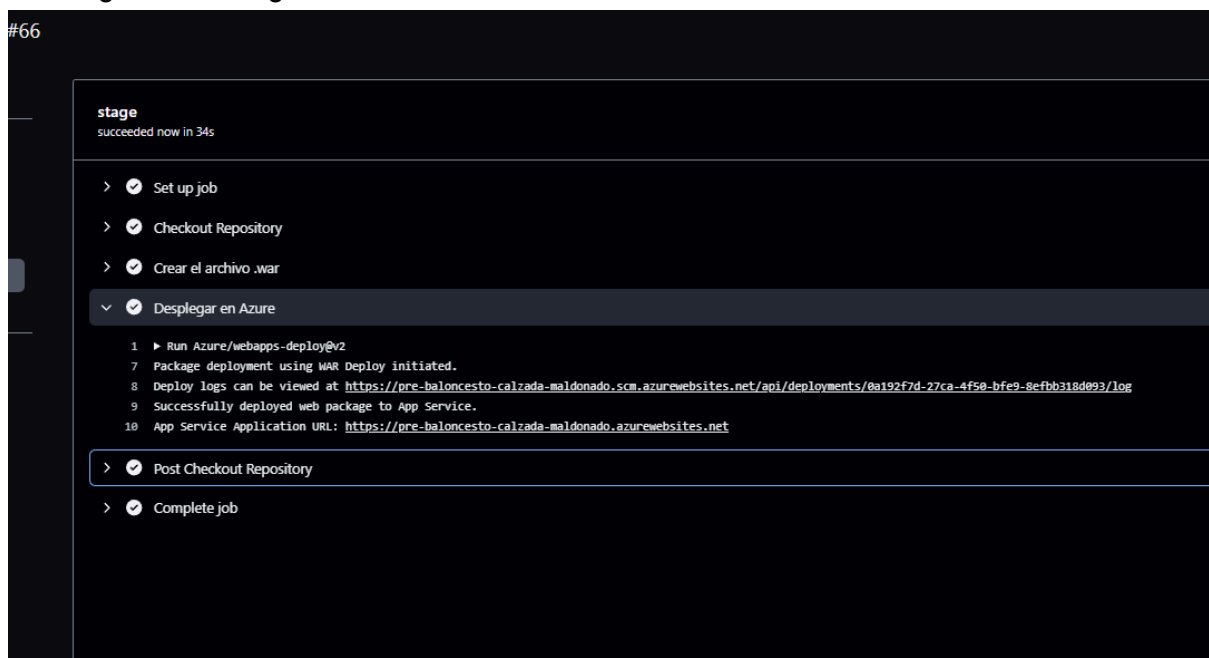 #66
stage
succeeded now in 34s
Set up job
Checkout Repository
Crear el archivo .war
Desplegar en Azure
1 ▶ Run Azure/webapps-deploy@v2
7 Package deployment using WAR Deploy initiated.
8 Deploy logs can be viewed at https://pre-baloncesto-calzada-maldonado.scm.azurewebsites.net/api/deployments/0a192f7d-27ca-4f50-bfe9-8efbb318d093/log
9 Successfully deployed web package to App Service.
10 App Service Application URL: https://pre-baloncesto-calzada-maldonado.azurewebsites.net
Post Checkout Repository
Complete job